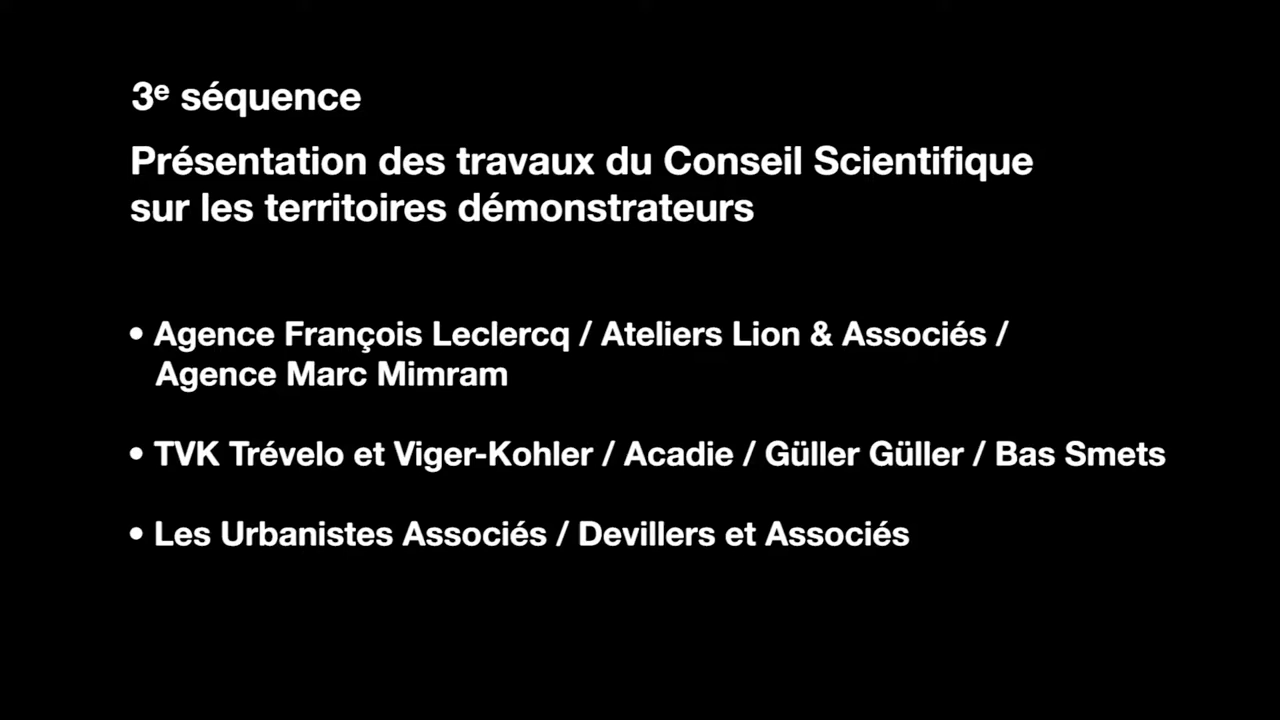 3e séquence
Présentation des travaux du Conseil Scientifique
sur les territoires démonstrateurs
• Agence François Leclercq / Ateliers Lion & Associés /
Agence Marc Mimram
• TVK Trévelo et Viger-Kohler / Acadie / Güller Güller / Bas Smets
• Les Urbanistes Associés / Devillers et Associés